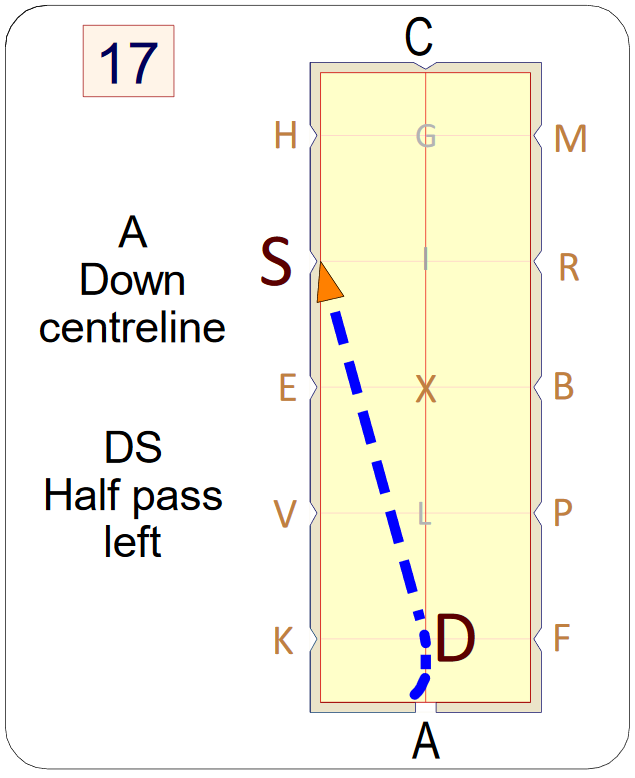 17
C
H G M
A
Down
centreline
S I R
E X B
DS
Half pass
left
V L P
K D F
A